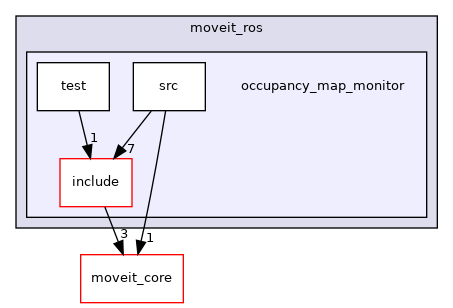 moveit_ros
test
src
occupancy_map_monitor
1
7
include
3
1
moveit_core